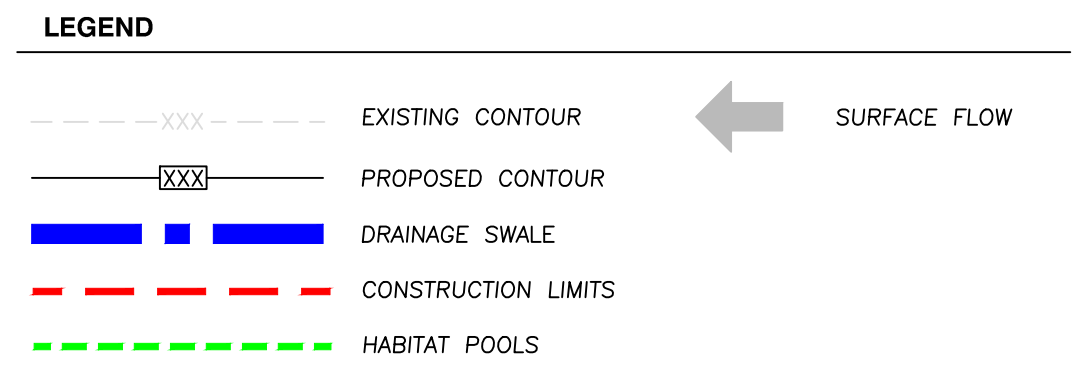 LEGEND
XXX EXISTING CONTOUR SURFACE FLOW
XXX PROPOSED CONTOUR
DRAINAGE SWALE
CONSTRUCTION LIMITS
HABITAT POOLS